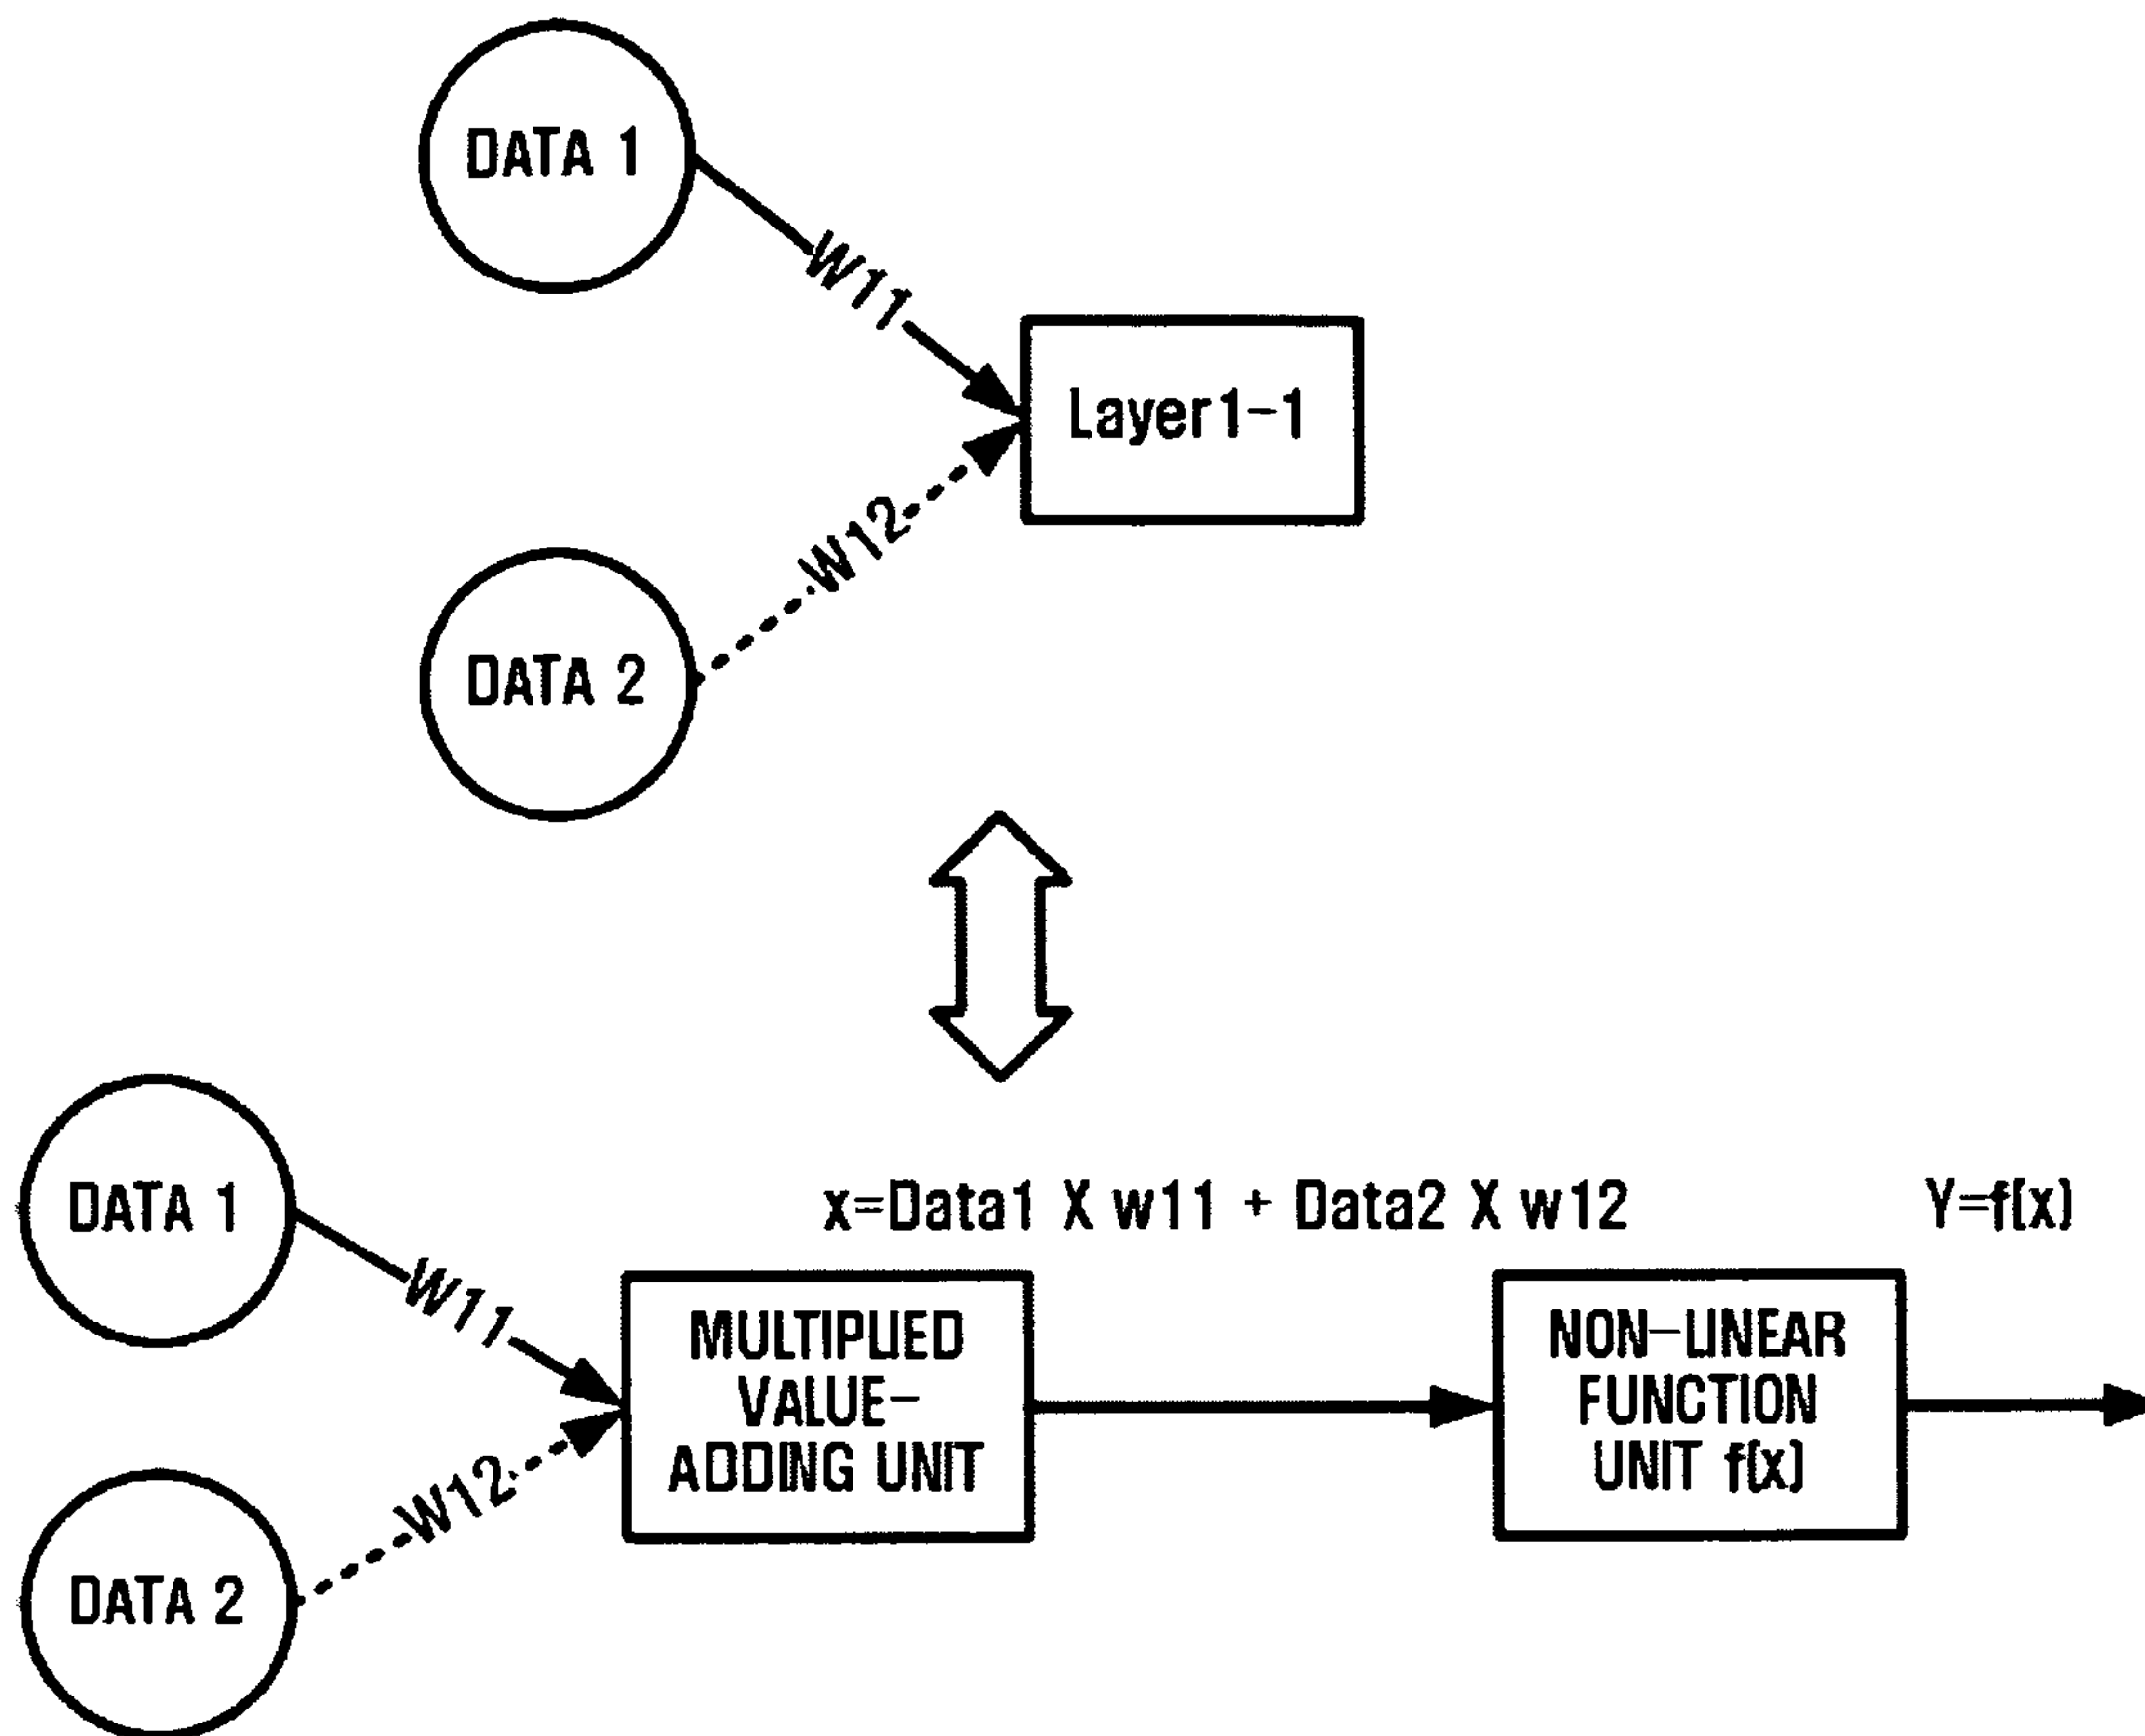 DATA 1
W11
Layer1-1
W12
DATA 2
x=Data1 X w11 + Data2 X w12
Y=f(x)
DATA 1
W11
MULTIPLIED
VALUE-
ADDING UNIT
NON-LINEAR
FUNCTION
UNIT f(x)
W12
DATA 2